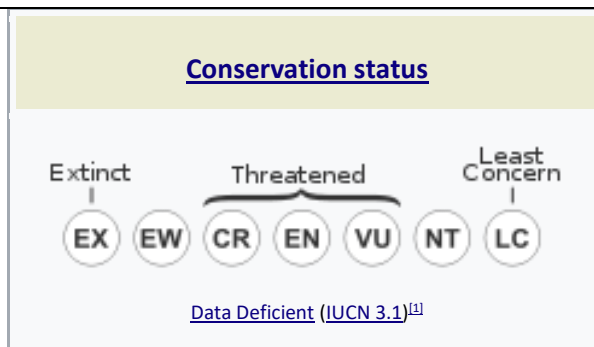 Conservation status
Extinct Threatened Least Concern
EX EW CR EN VU NT LC
Data Deficient (IUCN 3.1)[1]